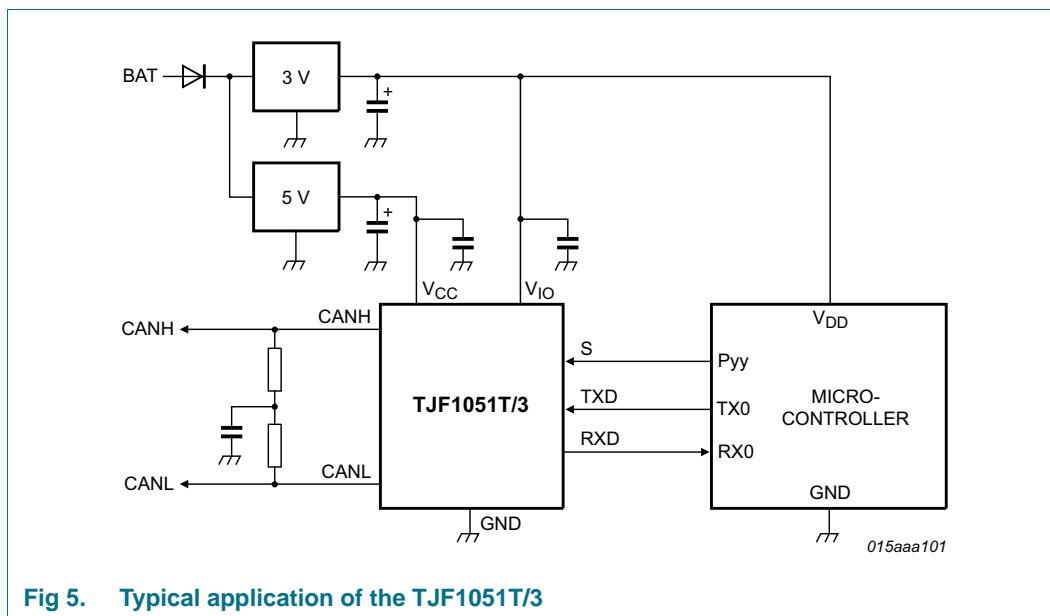 BAT
3 V
+
5 V
+
VCC
VIO
CANH
CANH
VDD
S
Pyy
TJF1051T/3
TXD
TX0
MICRO-
CONTROLLER
RXD
RX0
CANL
CANL
GND
GND
015aaa101
Fig 5. Typical application of the TJF1051T/3